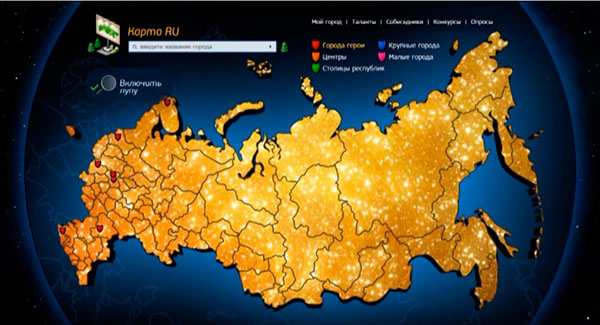 Карта RU
введите название города
Мой город | Таланты | Собеседники | Конкурсы | Опросы
Города герои
Крупные города
Центры
Малые города
Столицы республик
Включить
лупу